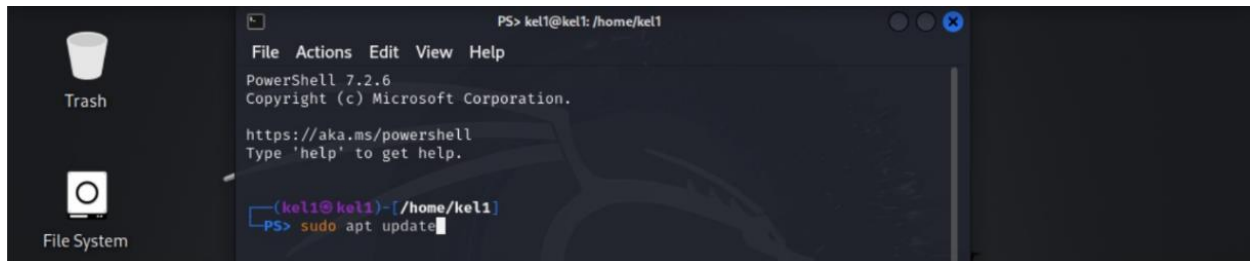 Trash
File System
PS> kel1@kel1: /home/kel1
File Actions Edit View Help
PowerShell 7.2.6
Copyright (c) Microsoft Corporation.
https://aka.ms/powershell
Type 'help' to get help.
(kel1㉿kel1)-[/home/kel1]
PS> sudo apt update